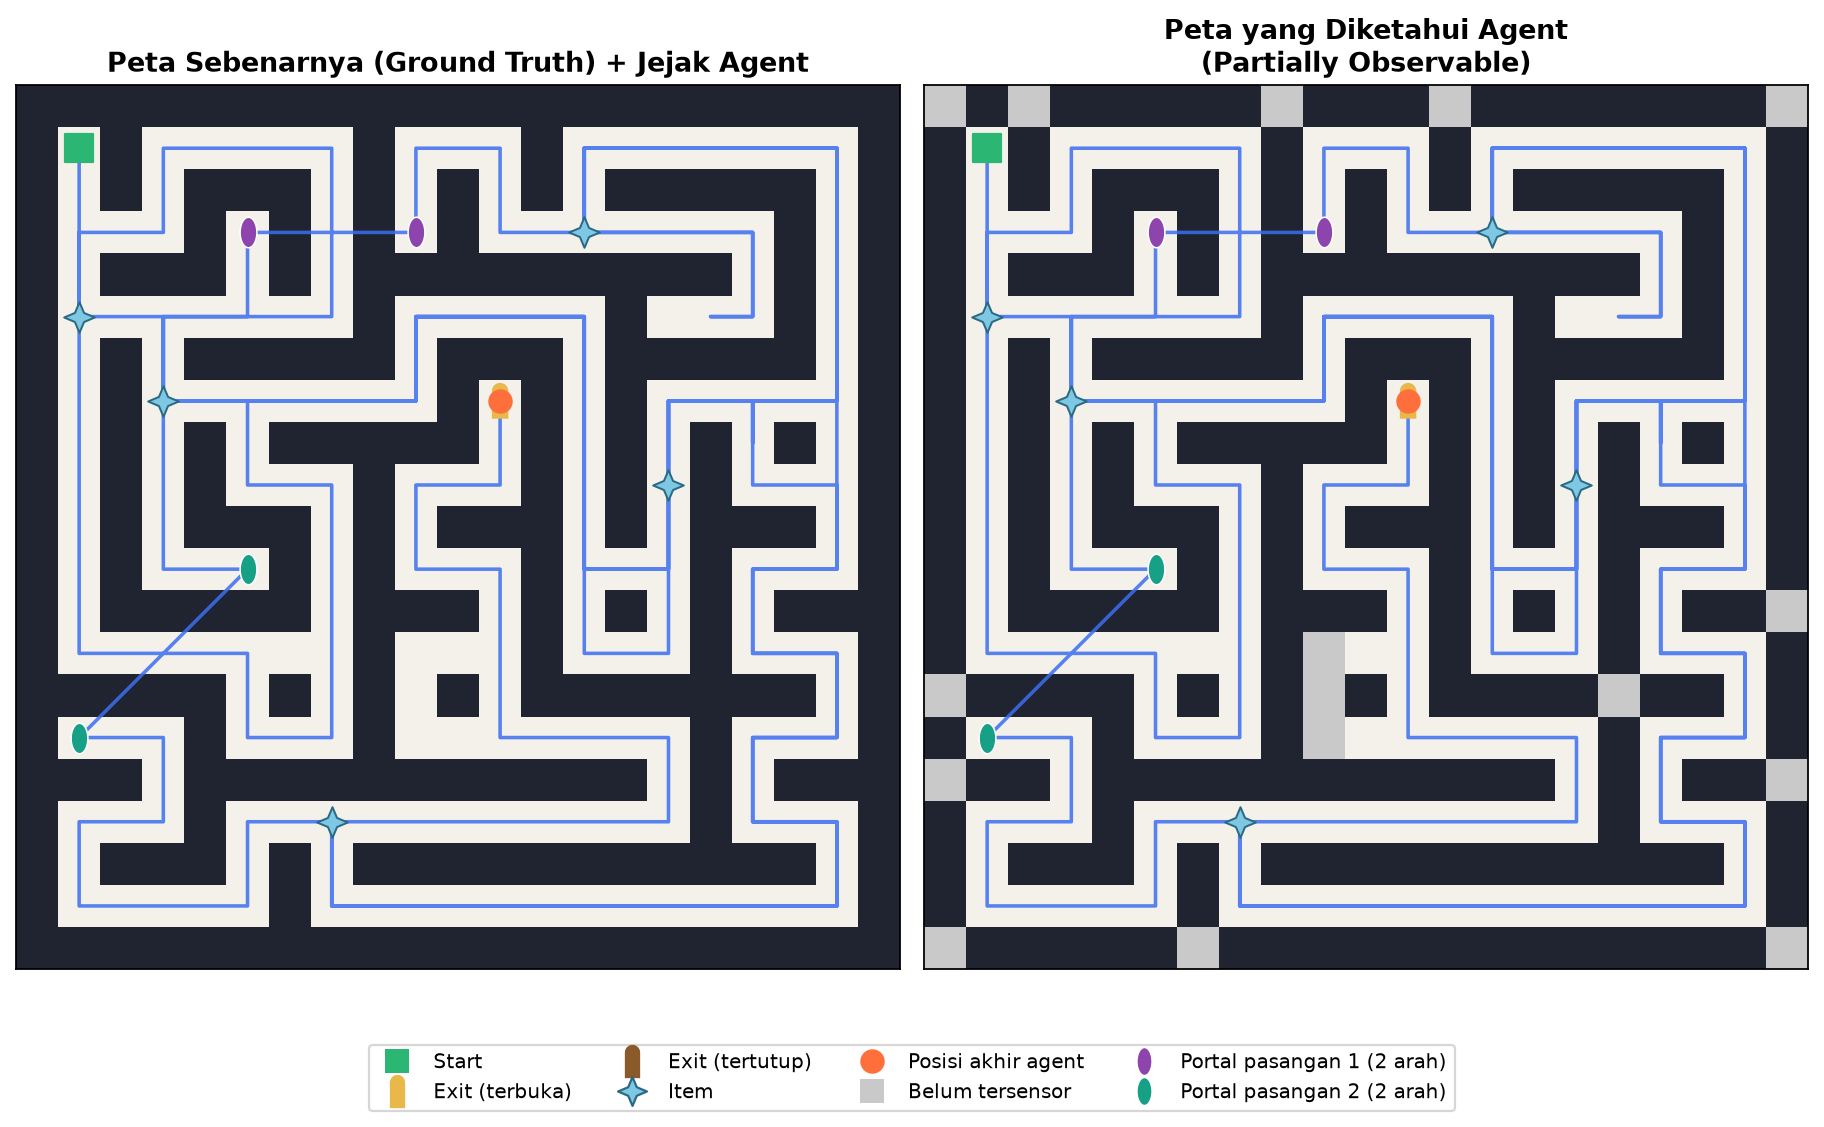 Peta Sebenarnya (Ground Truth) + Jejak Agent
Peta yang Diketahui Agent
(Partially Observable)
Start
Exit (terbuka)
Exit (tertutup)
Item
Posisi akhir agent
Belum tersensor
Portal pasangan 1 (2 arah)
Portal pasangan 2 (2 arah)